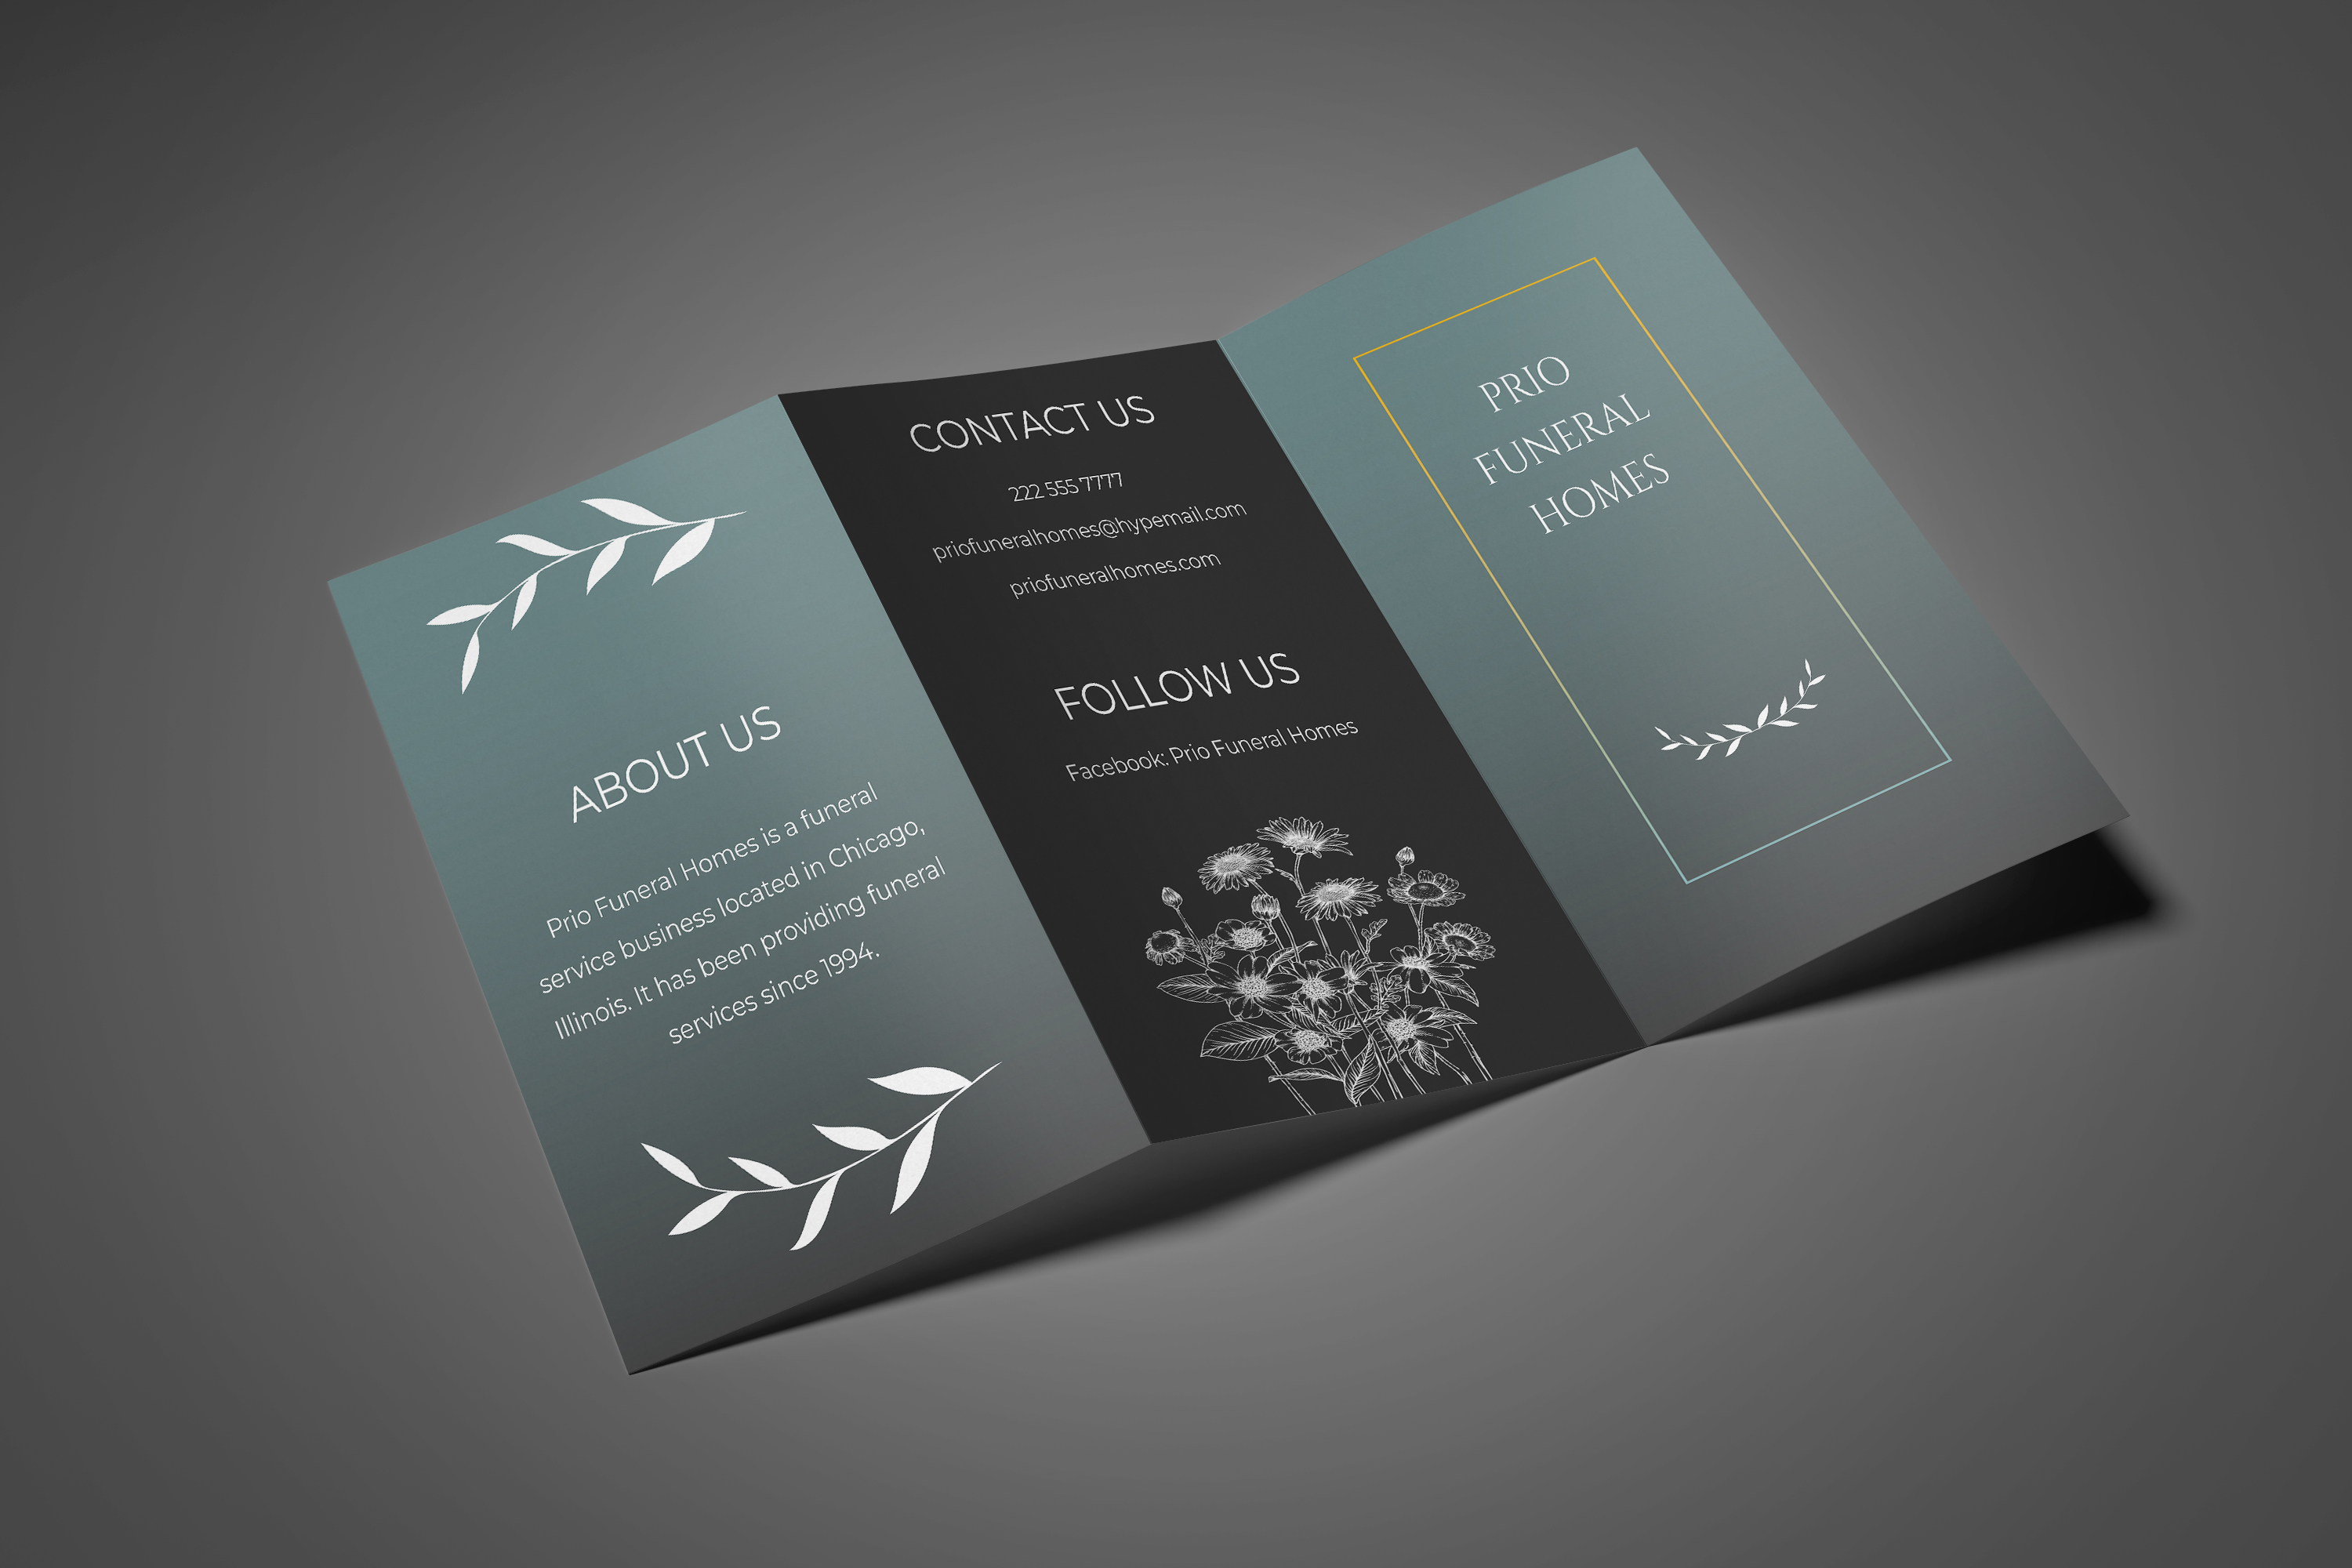 ABOUT US
Prio Funeral Homes is a funeral
service business located in Chicago,
Illinois. It has been providing funeral
services since 1994.
CONTACT US
222 555 7777
priofuneralhomes@hypemail.com
priofuneralhomes.com
FOLLOW US
Facebook: Prio Funeral Homes
PRIO
FUNERAL
HOMES